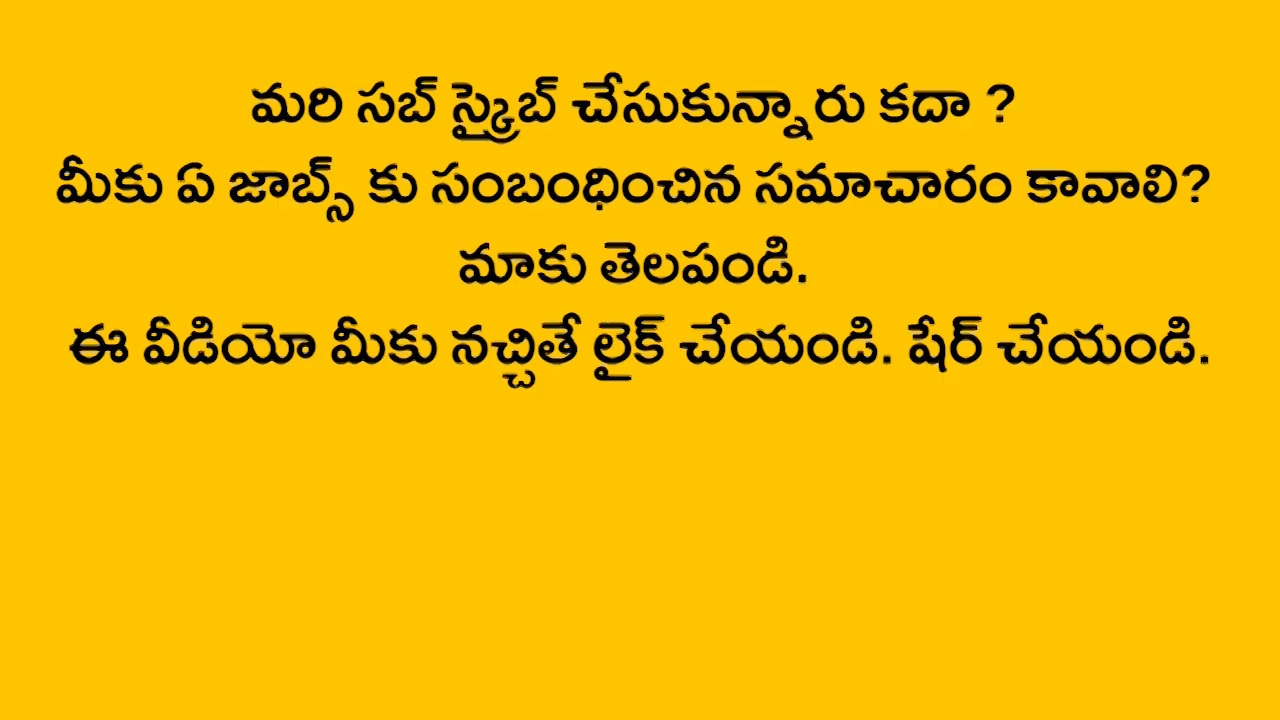 మరి సబ్ స్క్రైబ్ చేసుకున్నారు కదా ?
మీకు ఏ జాబ్స్ కు సంబంధించిన సమాచారం కావాలి?
మాకు తెలపండి.
ఈ వీడియో మీకు నచ్చితే లైక్ చేయండి. షేర్ చేయండి.